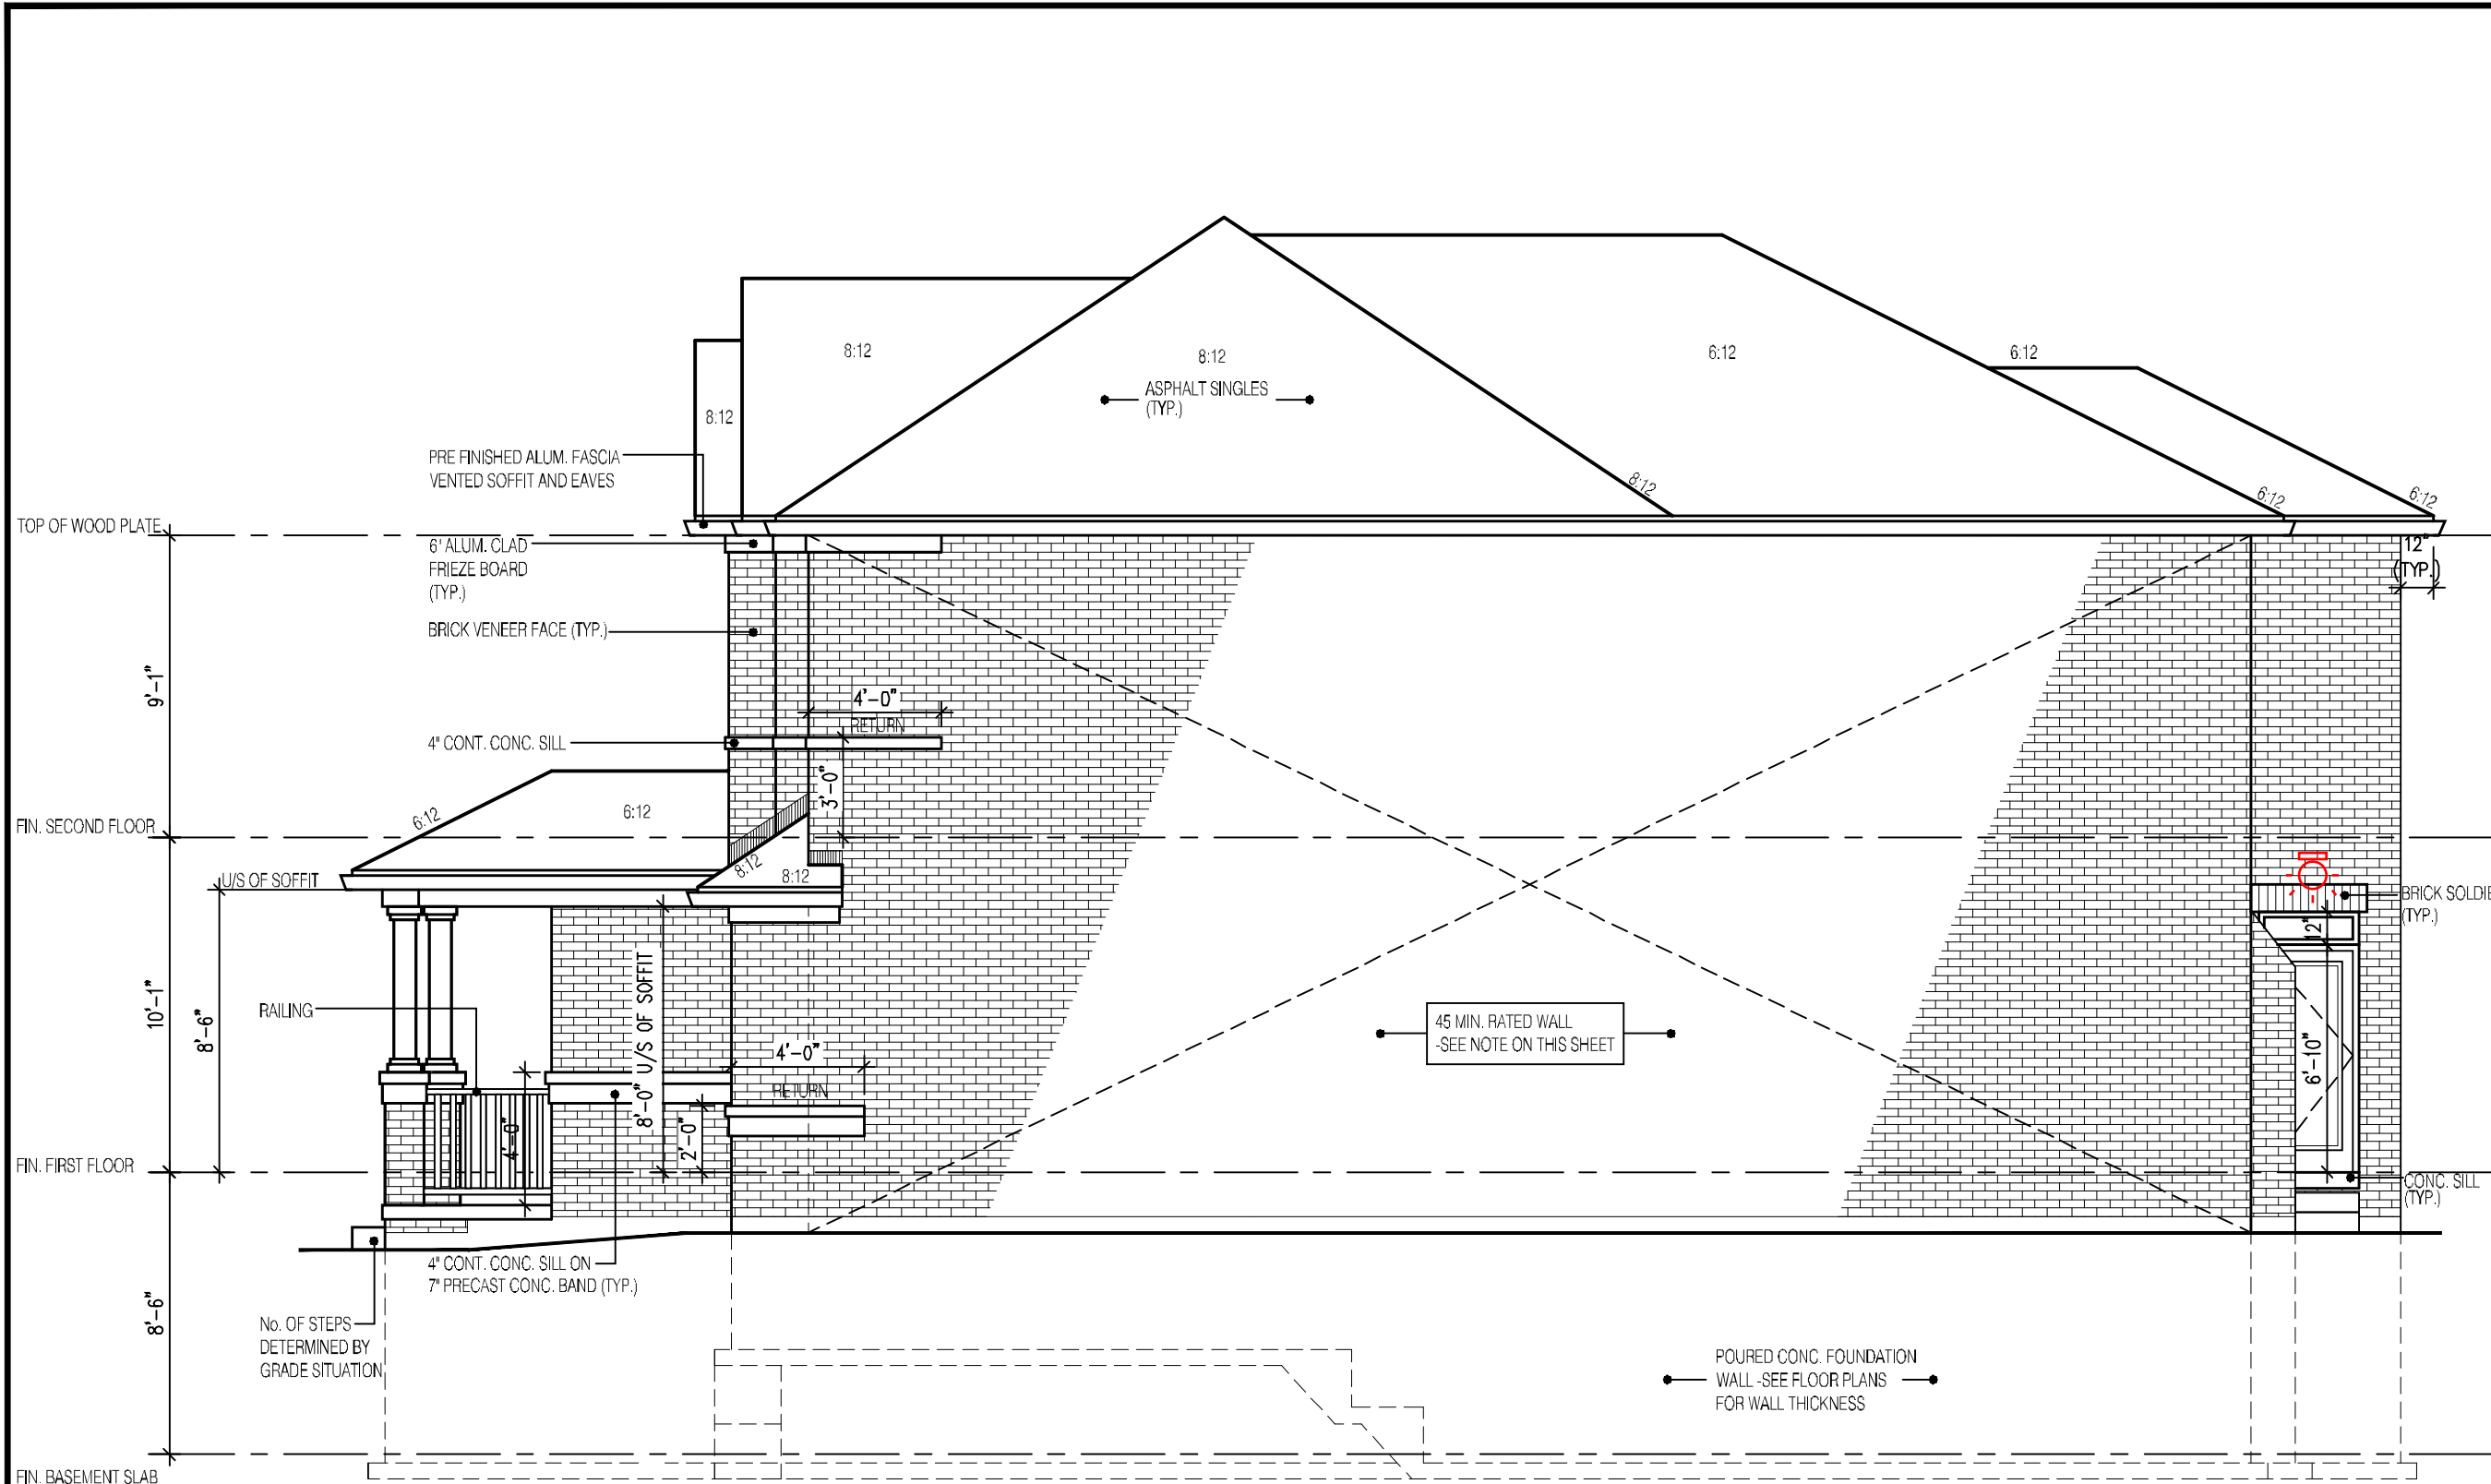 8:12
8:12
8:12
8:12
6:12
6:12
ASPHALT SINGLES
(TYP.)
8:12
6:12
6:12
PRE FINISHED ALUM. FASCIA
VENTED SOFFIT AND EAVES
TOP OF WOOD PLATE
6' ALUM. CLAD
FRIEZE BOARD
(TYP.)
12"
(TYP.)
BRICK VENEER FACE (TYP.)
9'-1"
4'-0"
RETURN
4" CONT. CONC. SILL
3'-0"
6:12
6:12
FIN. SECOND FLOOR
8:12
8:12
U/S OF SOFFIT
BRICK SOLDIE
(TYP.)
12"
10'-1"
8'-6"
RAILING
8'-0" U/S OF SOFFIT
4'-0"
RETURN
45 MIN. RATED WALL
-SEE NOTE ON THIS SHEET
6'-10"
4'-0"
2'-0"
FIN. FIRST FLOOR
CONC. SILL
(TYP.)
4" CONT. CONC. SILL ON
7" PRECAST CONC. BAND (TYP.)
8'-6"
No. OF STEPS
DETERMINED BY
GRADE SITUATION
POURED CONC. FOUNDATION
WALL -SEE FLOOR PLANS
FOR WALL THICKNESS
FIN. BASEMENT SLAB